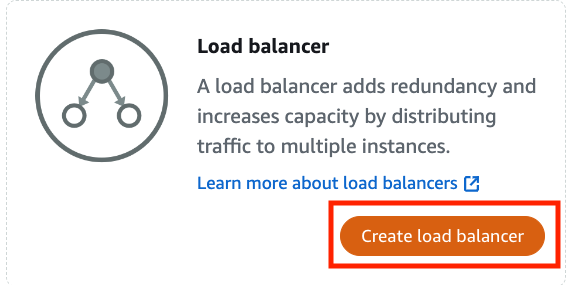 Load balancer
A load balancer adds redundancy and
increases capacity by distributing
traffic to multiple instances.
Learn more about load balancers
Create load balancer